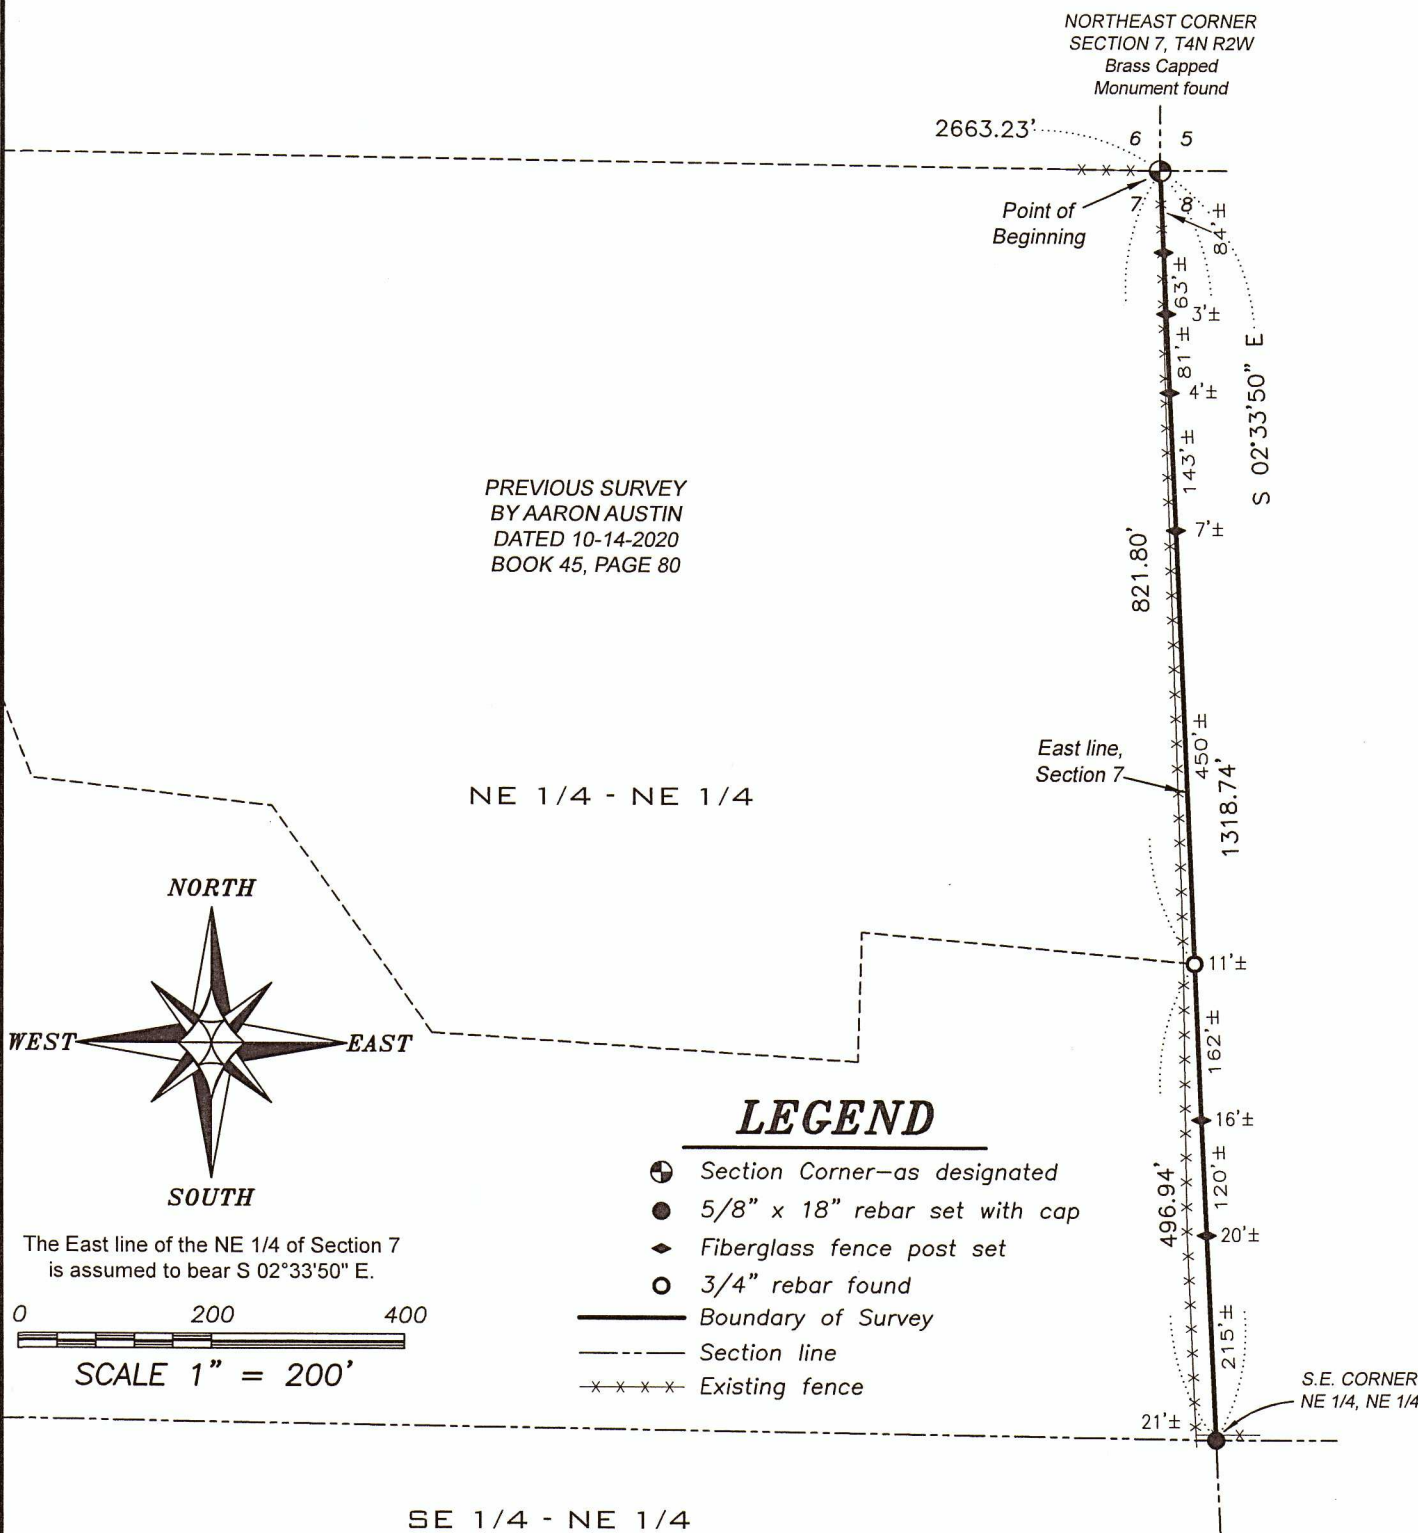 NORTHEAST CORNER
SECTION 7, T4N R2W
Brass Capped
Monument found
2663.23'
6 5
7 8
Point of
Beginning
84'±
63'±
3'±
81'±
4'±
S 02°33'50" E
143'±
7'±
PREVIOUS SURVEY
BY AARON AUSTIN
DATED 10-14-2020
BOOK 45, PAGE 80
821.80'
450'±
East line,
Section 7
1318.74'
NE 1/4 - NE 1/4
NORTH
WEST
EAST
SOUTH
11'±
162'±
16'±
120'±
496.94'
20'±
215'±
LEGEND
Section Corner-as designated
5/8" x 18" rebar set with cap
Fiberglass fence post set
3/4" rebar found
Boundary of Survey
Section line
Existing fence
The East line of the NE 1/4 of Section 7
is assumed to bear S 02°33'50" E.
0 200 400
SCALE 1" = 200'
S.E. CORNER
NE 1/4, NE 1/4
21'±
SE 1/4 - NE 1/4